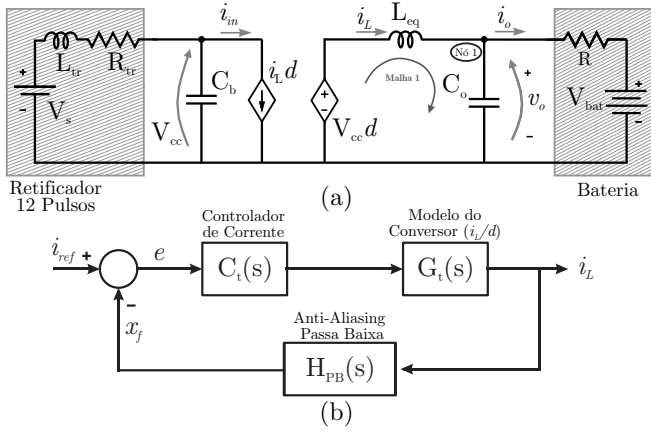 (a)
L_tr
R_tr
V_s
i_in
C_b
V_cc
i_L d
V_cc d
i_L
L_eq
Malha 1
Nó 1
C_o
i_o
v_o
R
V_bat
Retificador
12 Pulsos
(a)
Bateria
i_ref
e
Controlador
de Corrente
C_t(s)
Modelo do
Conversor (i_L/d)
G_t(s)
i_L
x_f
Anti-Aliasing
Passa Baixa
H_PB(s)
(b)